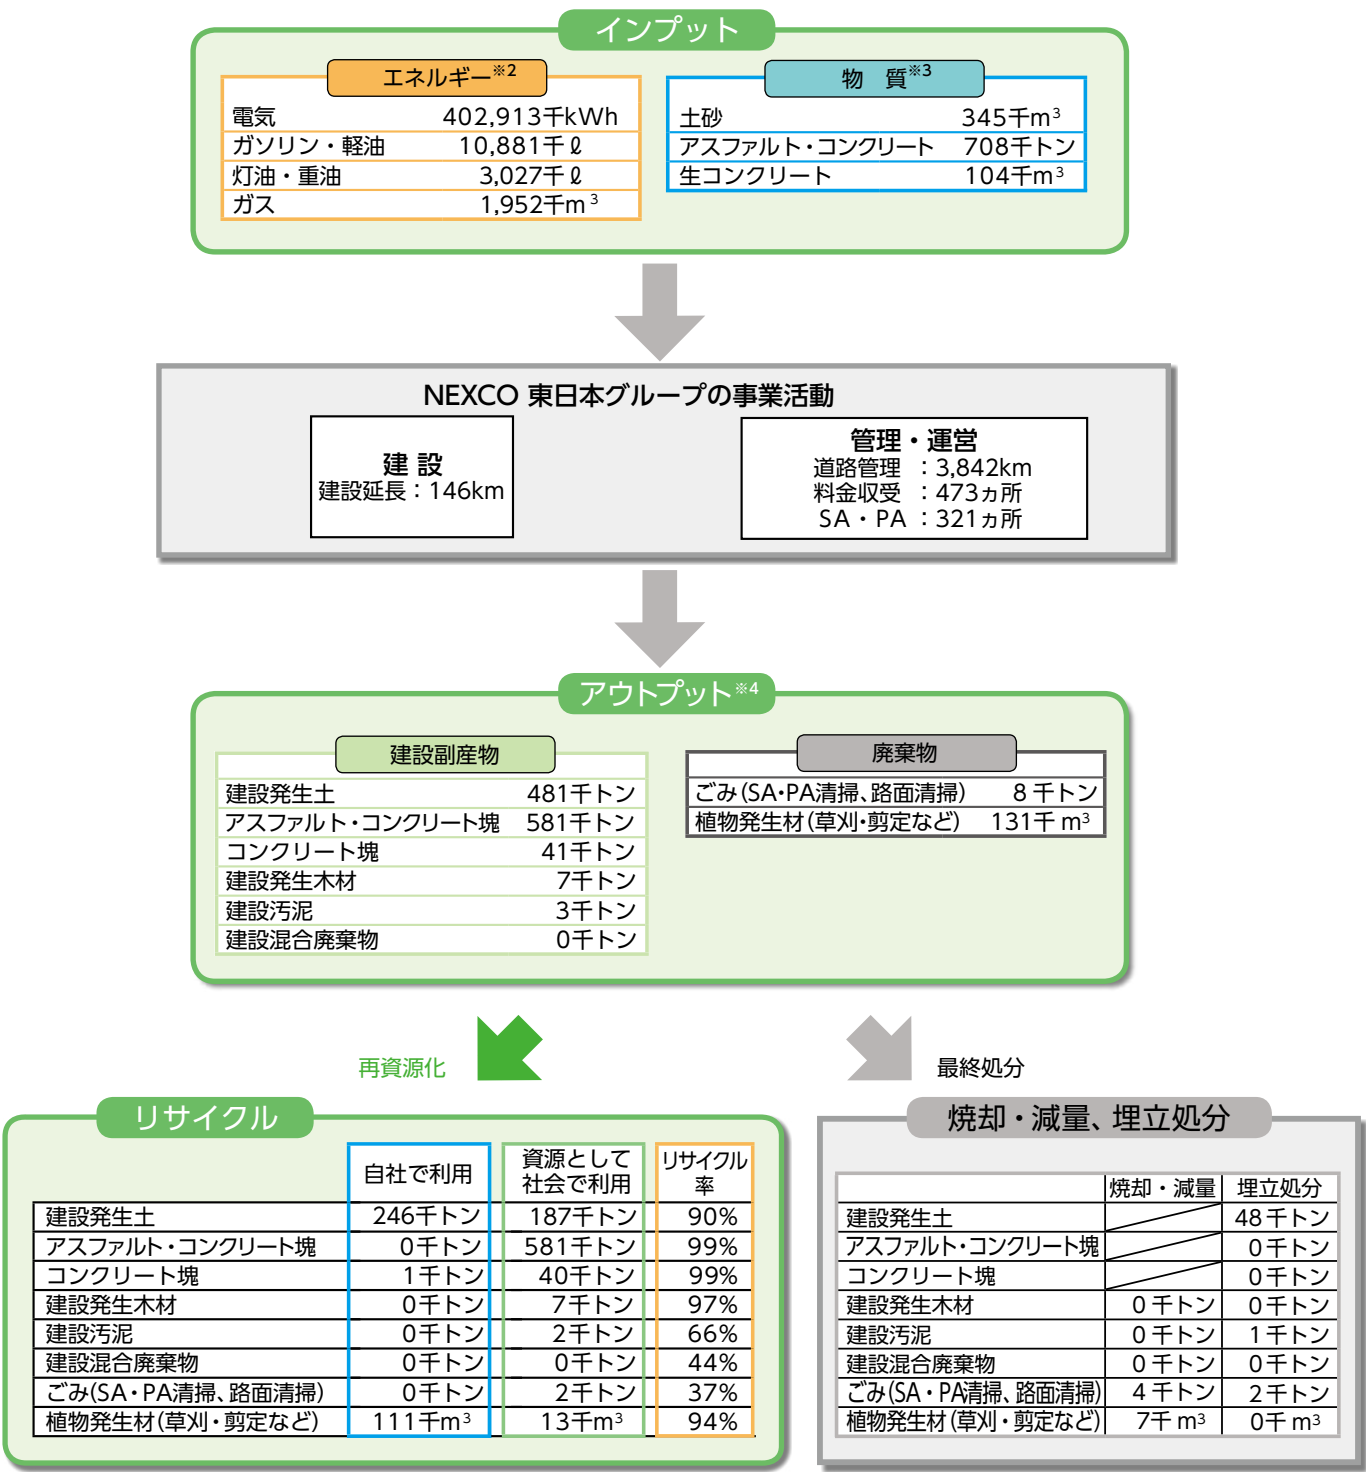 インプット
エネルギー※2
電気 402,913千kWh
ガソリン・軽油 10,881千ℓ
灯油・重油 3,027千ℓ
ガス 1,952千m³
物 質※3
土砂 345千m³
アスファルト・コンクリート 708千トン
生コンクリート 104千m³
NEXCO 東日本グループの事業活動
建 設
建設延長：146km
管理・運営
道路管理 ：3,842km
料金収受 ：473ヵ所
SA・PA ：321ヵ所
アウトプット※4
建設副産物
建設発生土 481千トン
アスファルト・コンクリート塊 581千トン
コンクリート塊 41千トン
建設発生木材 7千トン
建設汚泥 3千トン
建設混合廃棄物 0千トン
廃棄物
ごみ(SA・PA清掃、路面清掃) 8千トン
植物発生材(草刈・剪定など) 131千m³
再資源化
最終処分
リサイクル
自社で利用 資源として リサイクル
社会で利用 率
建設発生土 246千トン 187千トン 90%
アスファルト・コンクリート塊 0千トン 581千トン 99%
コンクリート塊 1千トン 40千トン 99%
建設発生木材 0千トン 7千トン 97%
建設汚泥 0千トン 2千トン 66%
建設混合廃棄物 0千トン 0千トン 44%
ごみ(SA・PA清掃、路面清掃) 0千トン 2千トン 37%
植物発生材(草刈・剪定など) 111千m³ 13千m³ 94%
焼却・減量、埋立処分
焼却・減量 埋立処分
建設発生土 48千トン
アスファルト・コンクリート塊 0千トン
コンクリート塊 0千トン
建設発生木材 0千トン 0千トン
建設汚泥 0千トン 1千トン
建設混合廃棄物 0千トン 0千トン
ごみ(SA・PA清掃、路面清掃) 4千トン 2千トン
植物発生材(草刈・剪定など) 7千m³ 0千m³